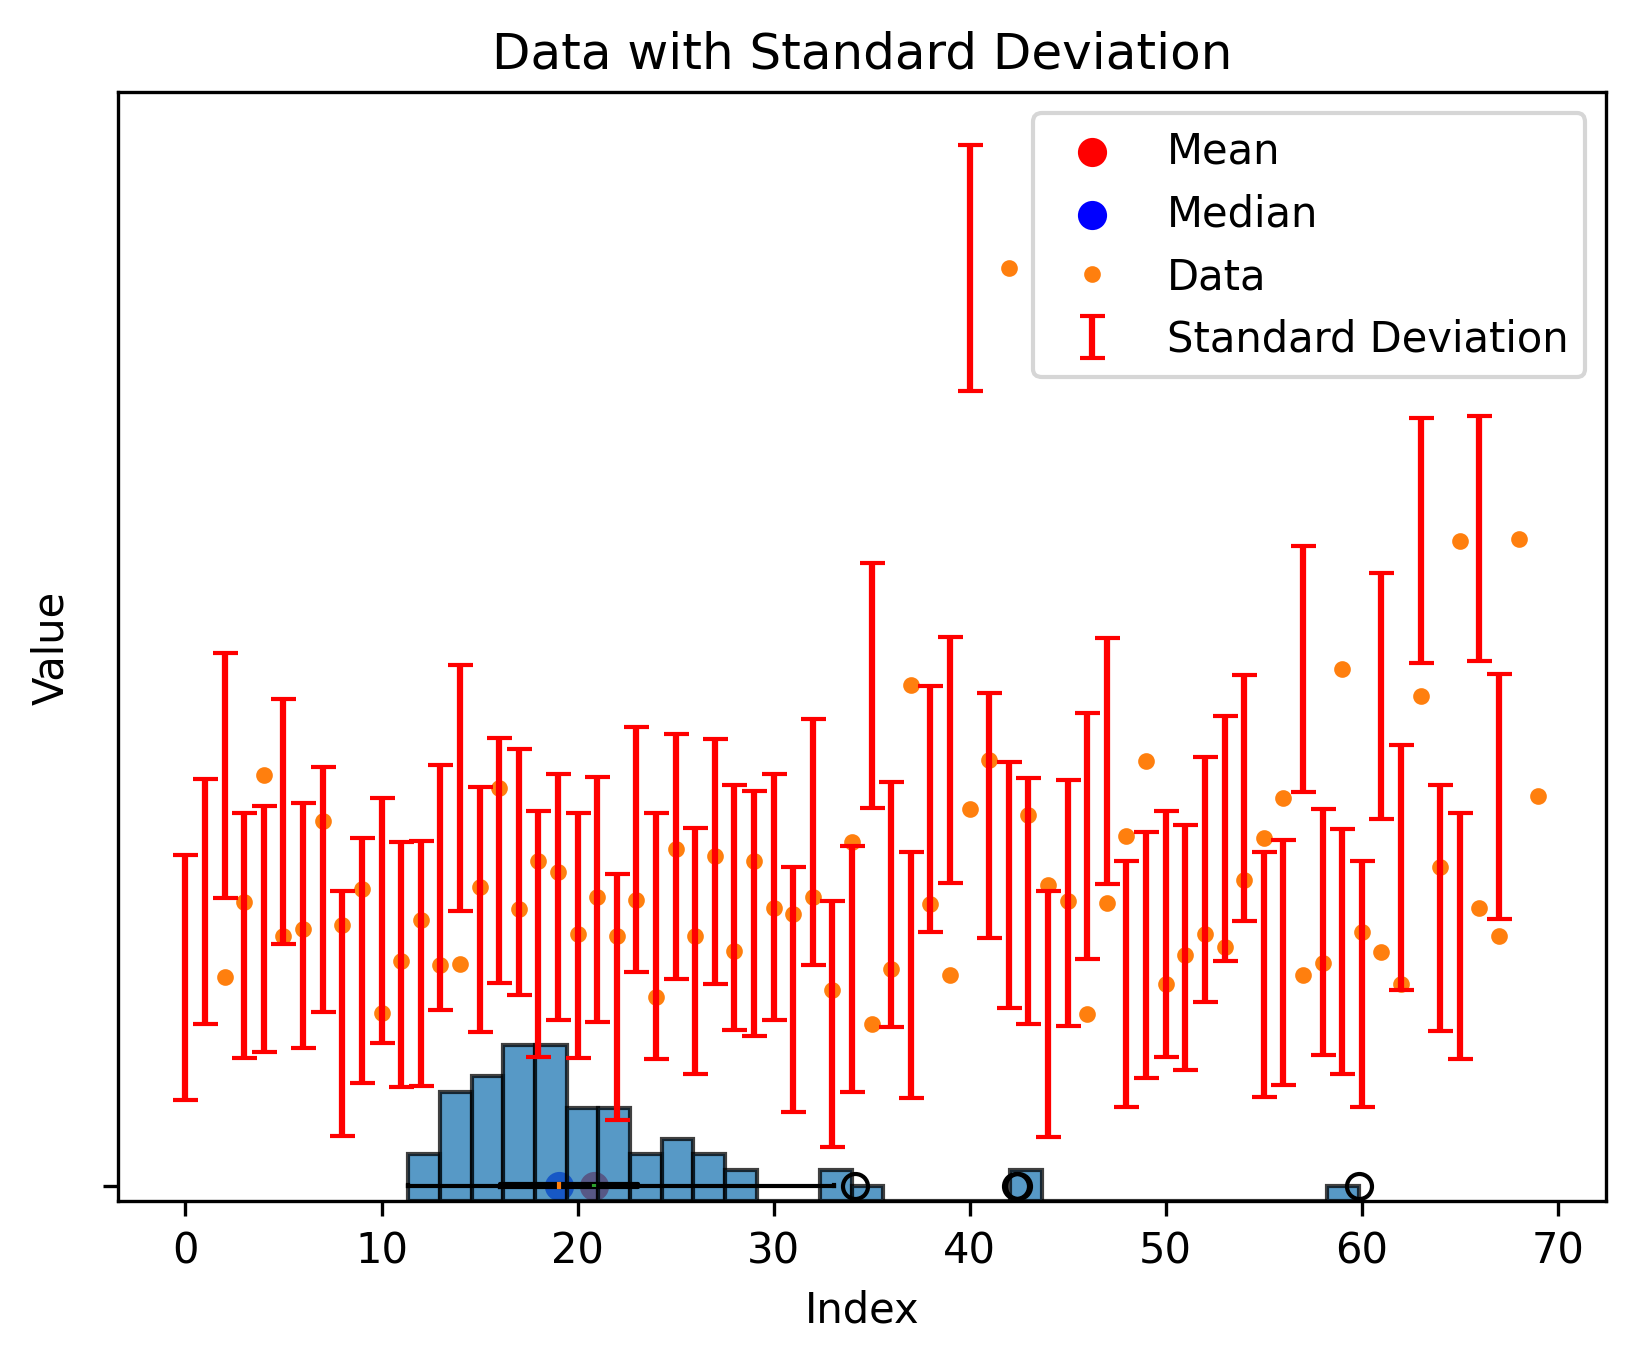 Data with Standard Deviation
Mean
Median
Data
Standard Deviation
Value
0 10 20 30 40 50 60 70
Index